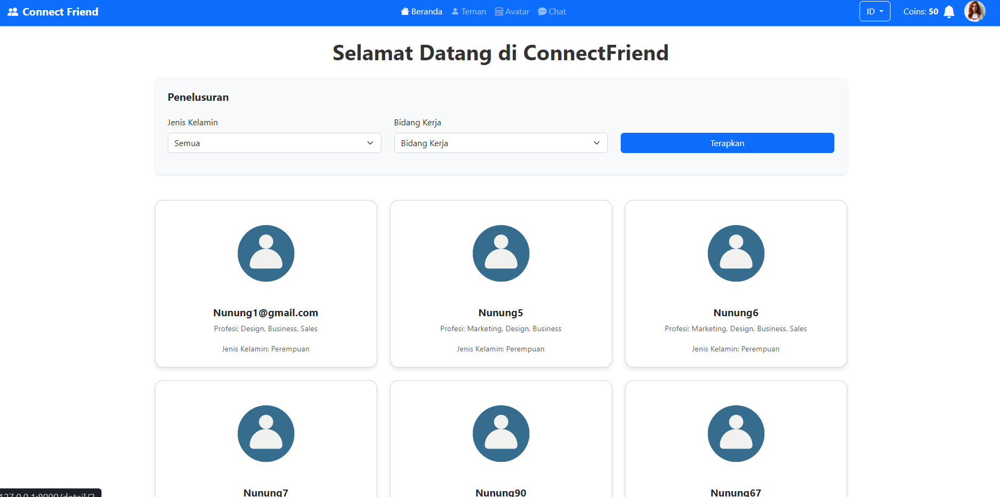 Connect Friend
Beranda Teman Avatar Chat
ID Coins: 50
Selamat Datang di ConnectFriend
Penelusuran
Jenis Kelamin Bidang Kerja
Semua Bidang Kerja Terapkan
Nunung1@gmail.com
Profesi: Design, Business, Sales
Jenis Kelamin: Perempuan
Nunung5
Profesi: Marketing, Design, Business
Jenis Kelamin: Perempuan
Nunung6
Profesi: Marketing, Design, Business, Sales
Jenis Kelamin: Perempuan
Nunung7
Nunung90
Nunung67
127.0.0.1:8000/detail/2